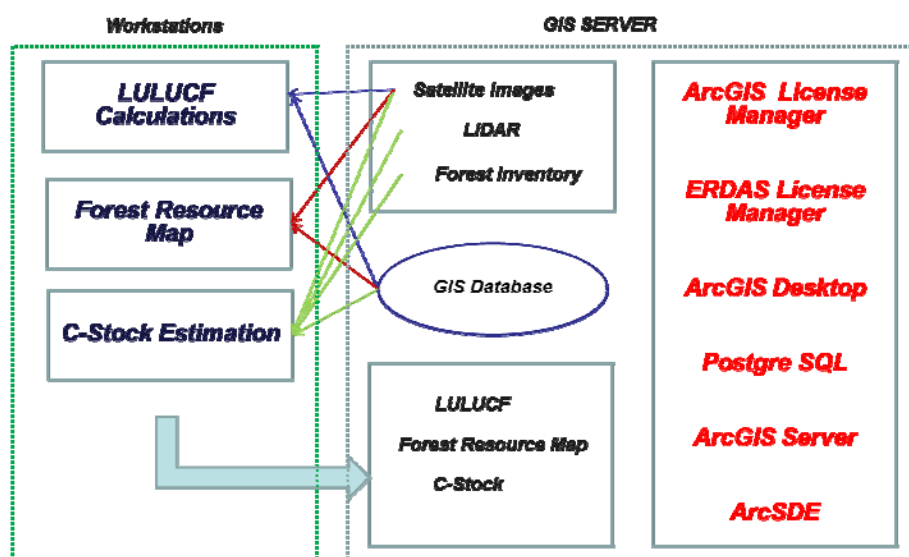 Workstations
GIS SERVER
LULUCF
Calculations
Forest Resource
Map
C-Stock Estimation
Satellite Images
LIDAR
Forest Inventory
GIS Database
LULUCF
Forest Resource Map
C-Stock
ArcGIS License
Manager
ERDAS License
Manager
ArcGIS Desktop
Postgre SQL
ArcGIS Server
ArcSDE